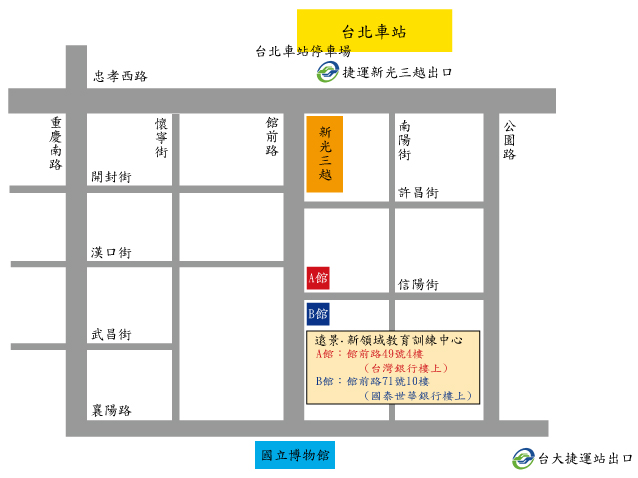 台北車站
台北車站停車場
捷運新光三越出口
忠孝西路
重慶南路
懷寧街
館前路
新光三越
南陽街
公園路
開封街
許昌街
漢口街
A館
信陽街
B館
武昌街
遠景．新領域教育訓練中心
A館：館前路49號4樓
（台灣銀行樓上）
B館：館前路71號10樓
（國泰世華銀行樓上）
襄陽路
國立博物館
台大捷運站出口